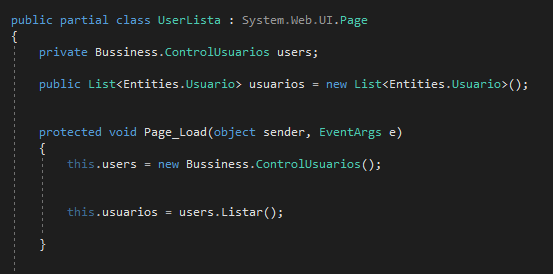 public partial class UserLista : System.Web.UI.Page
{
private Bussiness.ControlUsuarios users;
public List<Entities.Usuario> usuarios = new List<Entities.Usuario>();
protected void Page_Load(object sender, EventArgs e)
{
this.users = new Bussiness.ControlUsuarios();
this.usuarios = users.Listar();
}